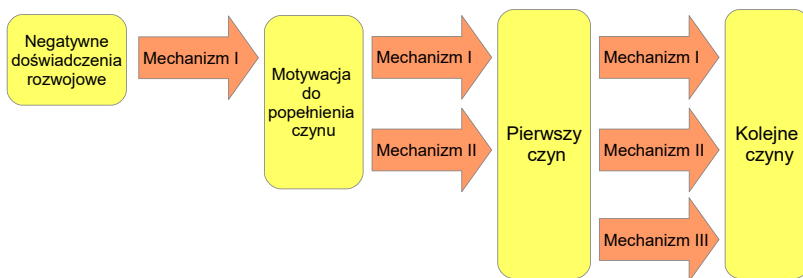 Negatywne
doświadczenia
rozwojowe
Mechanizm I
Motywacja
do
popełnienia
czynu
Mechanizm I
Mechanizm II
Pierwszy
czyn
Mechanizm I
Mechanizm II
Mechanizm III
Kolejne
czyny